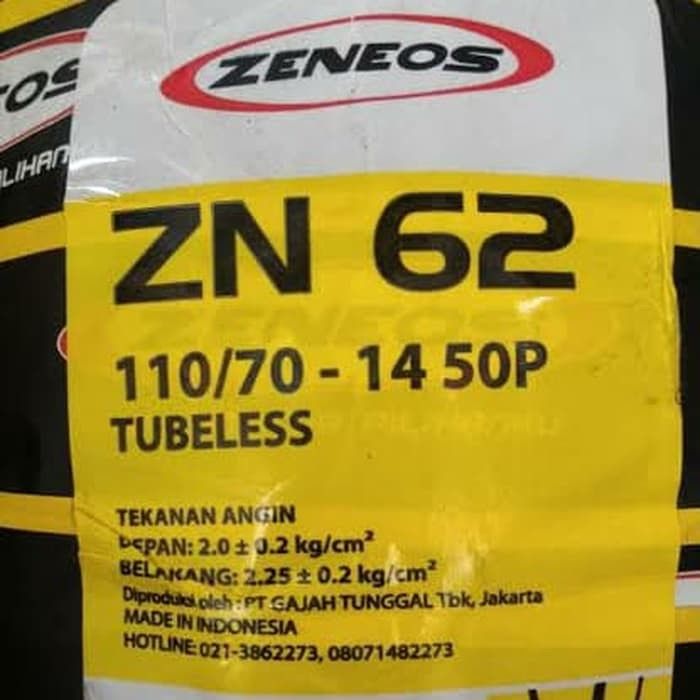 ZENEOS
ZN 62
110/70 - 14 50P
TUBELESS
TEKANAN ANGIN
DEPAN: 2.0 ± 0.2 kg/cm²
BELAKANG: 2.25 ± 0.2 kg/cm²
Diproduksi oleh : PT GAJAH TUNGGAL Tbk, Jakarta
MADE IN INDONESIA
HOTLINE: 021-3862273, 08071482273